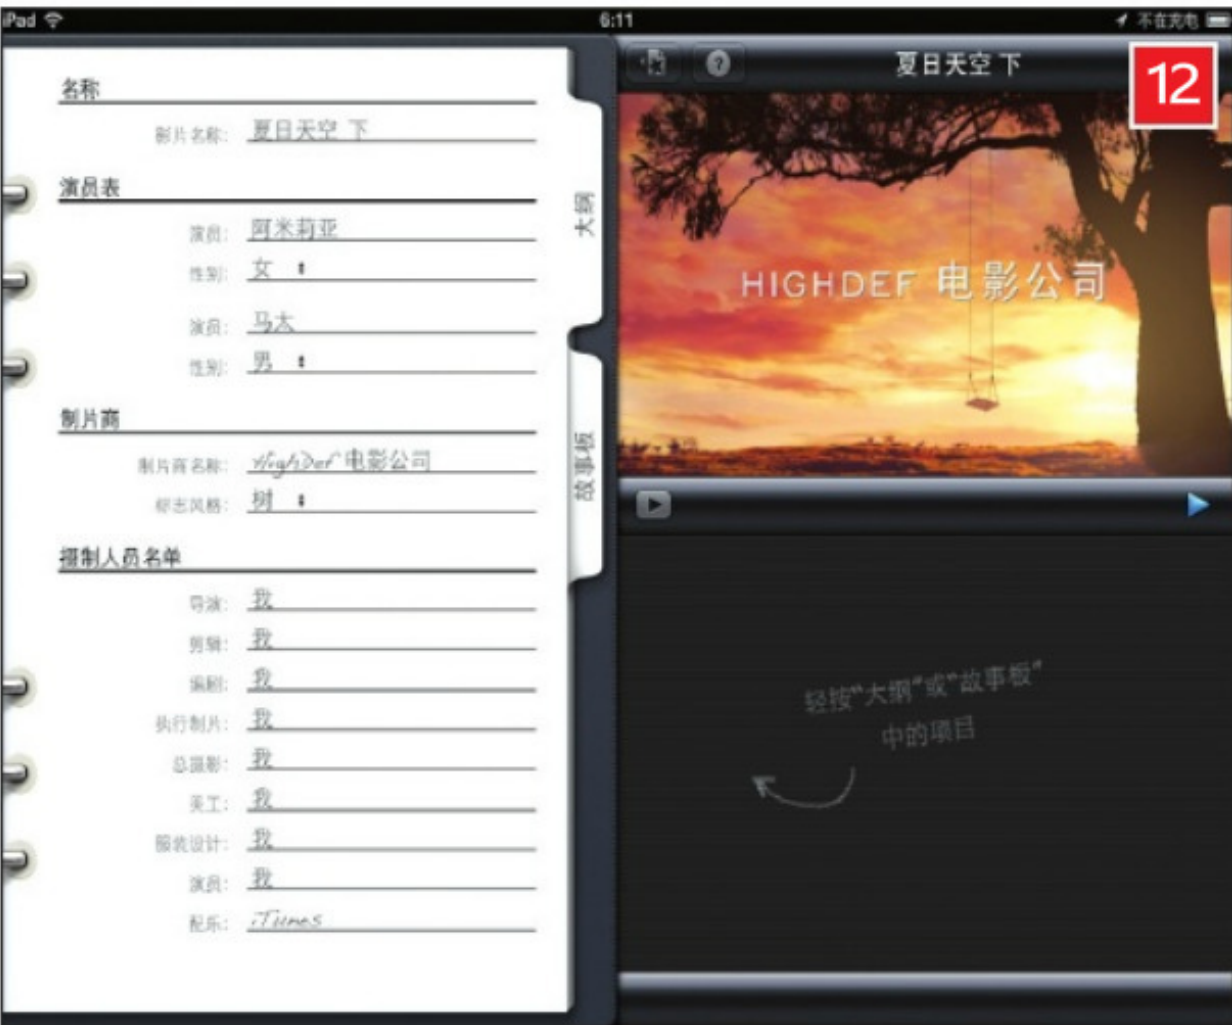 iPad
6:11
不在充电
名称
影片名称: 夏日天空 下
演员表
演员: 阿米莉亚
性别: 女
演员: 马太
性别: 男
制片商
制片商名称: HighDef 电影公司
标志风格: 树
摄制人员名单
导演: 我
剪辑: 我
编剧: 我
执行制片: 我
总摄影: 我
美工: 我
服装设计: 我
演员: 我
配乐: iTunes
大纲
故事板
夏日天空 下
12
HIGHDEF 电影公司
轻按“大纲”或“故事板”
中的项目